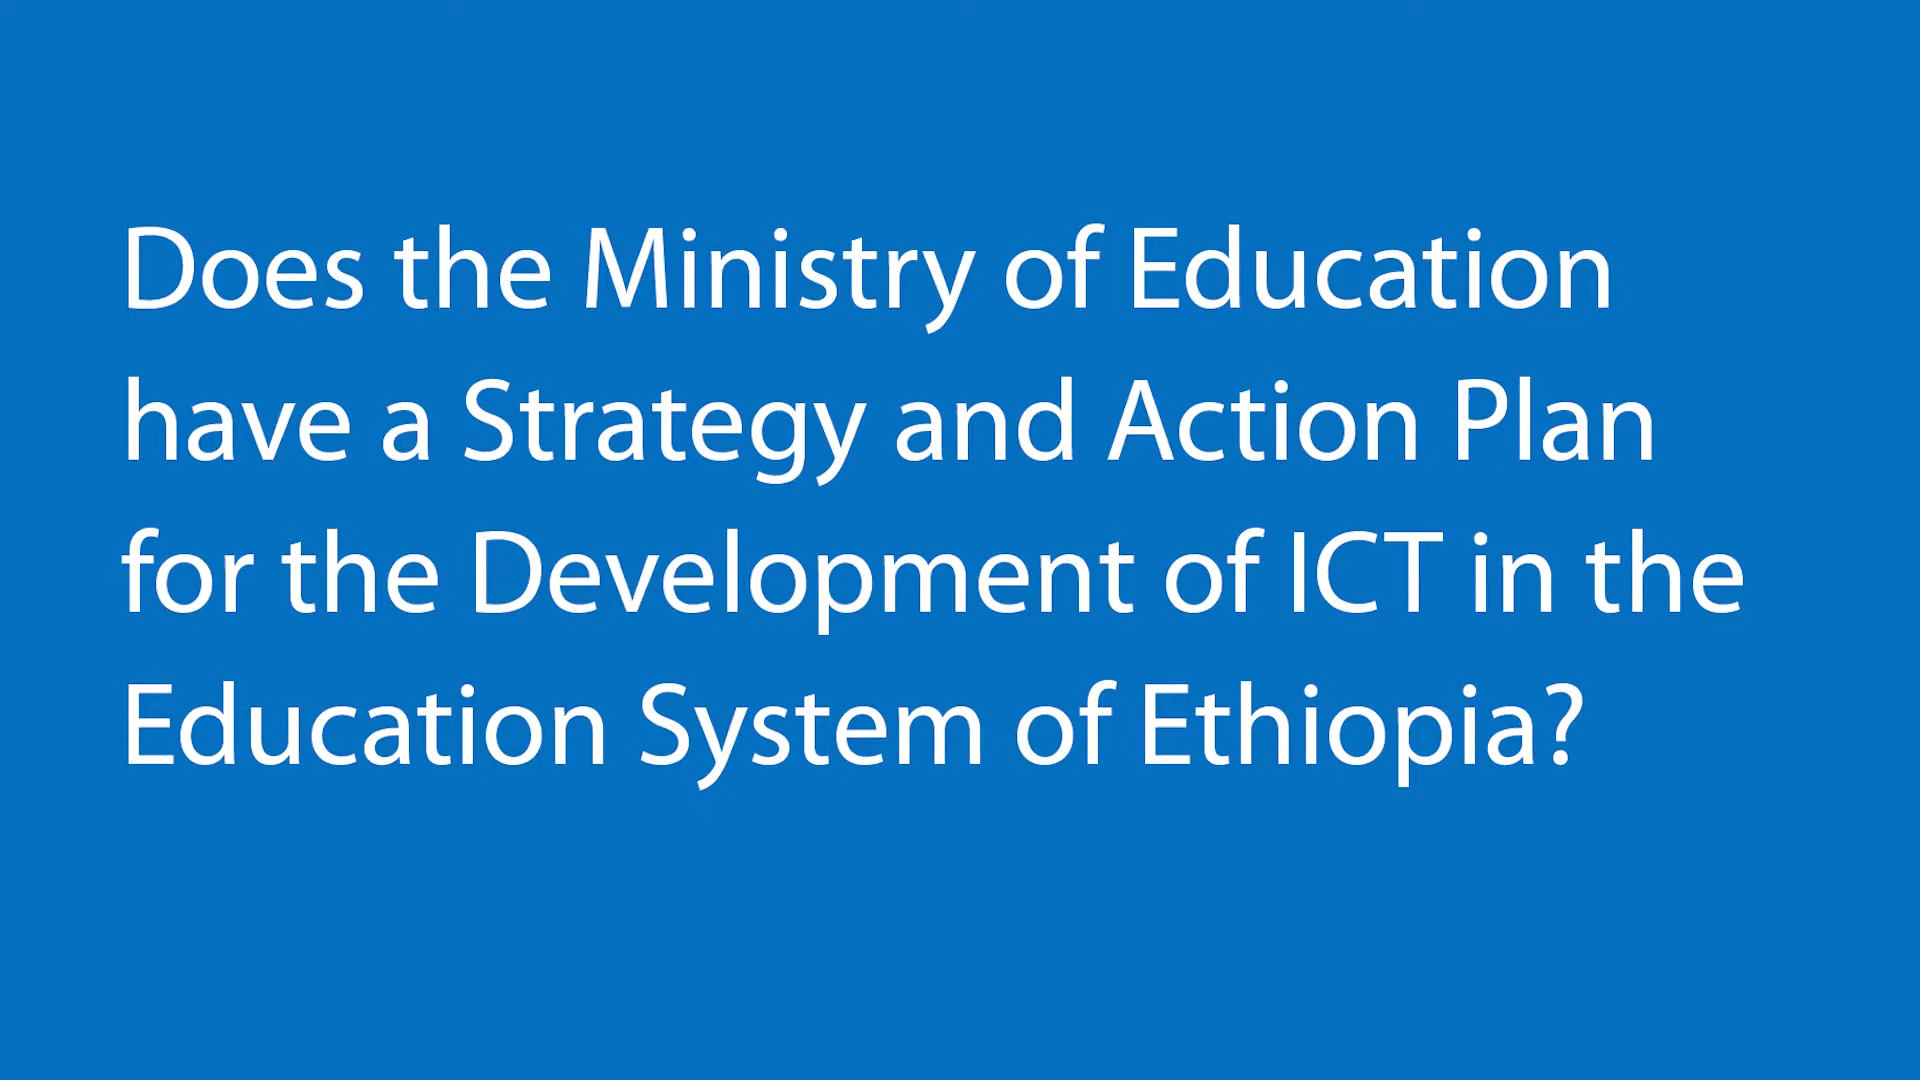 Does the Ministry of Education
have a Strategy and Action Plan
for the Development of ICT in the
Education System of Ethiopia?